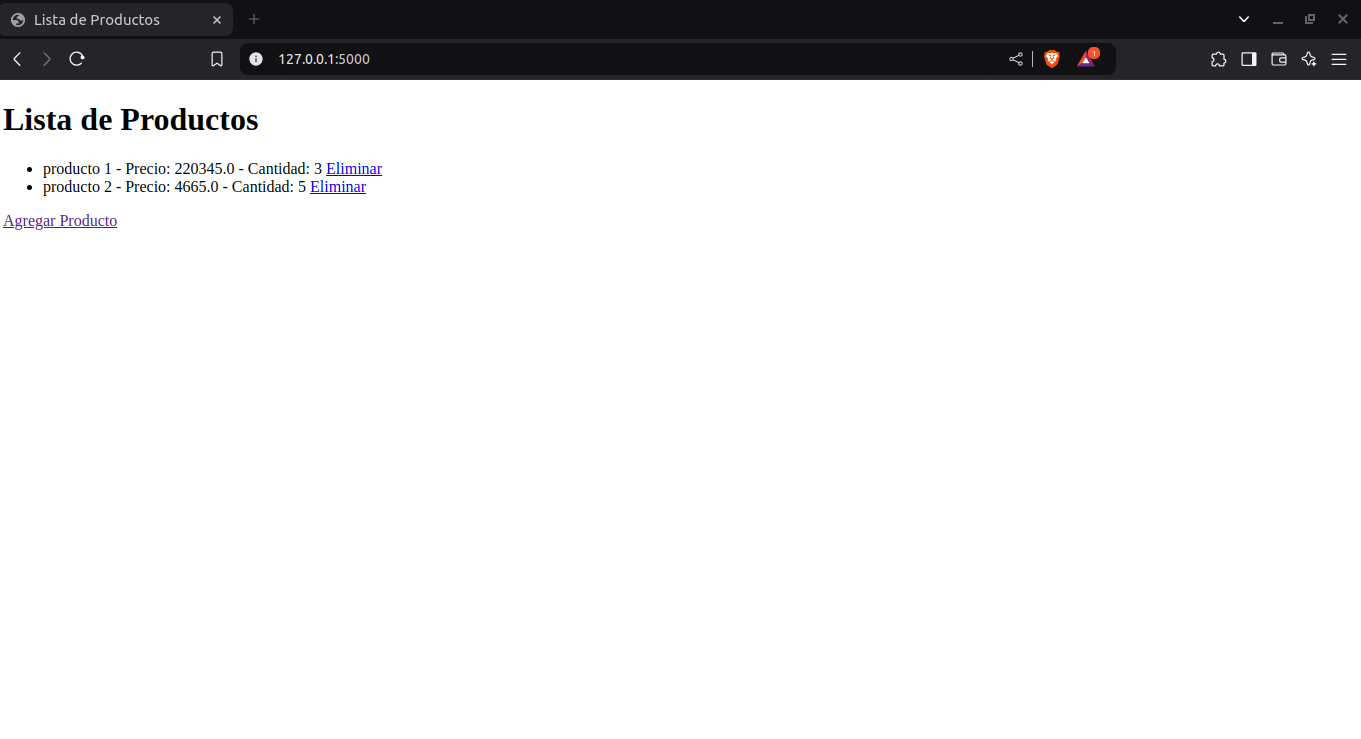 Lista de Productos
127.0.0.1:5000
1
Lista de Productos
producto 1 - Precio: 220345.0 - Cantidad: 3 Eliminar
producto 2 - Precio: 4665.0 - Cantidad: 5 Eliminar
Agregar Producto